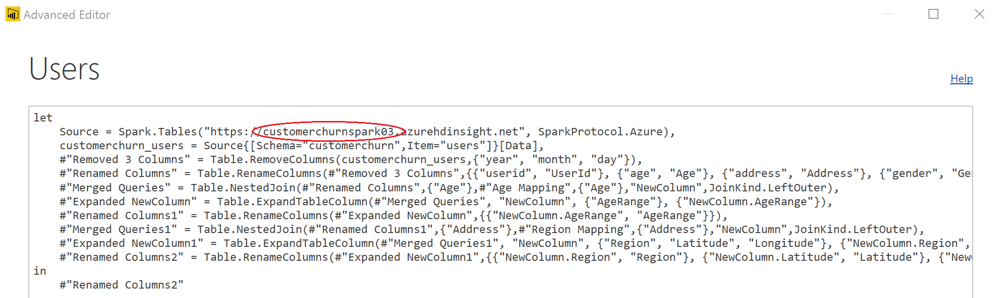 Advanced Editor
Users
Help
let
Source = Spark.Tables("https://customerchurnspark03.azurehdinsight.net", SparkProtocol.Azure),
customerchurn_users = Source{[Schema="customerchurn",Item="users"]}[Data],
#"Removed 3 Columns" = Table.RemoveColumns(customerchurn_users,{"year", "month", "day"}),
#"Renamed Columns" = Table.RenameColumns(#"Removed 3 Columns",{{"userid", "UserId"}, {"age", "Age"}, {"address", "Address"}, {"gender", "Ge
#"Merged Queries" = Table.NestedJoin(#"Renamed Columns",{"Age"},#"Age Mapping",{"Age"},"NewColumn",JoinKind.LeftOuter),
#"Expanded NewColumn" = Table.ExpandTableColumn(#"Merged Queries", "NewColumn", {"AgeRange"}, {"NewColumn.AgeRange"}),
#"Renamed Columns1" = Table.RenameColumns(#"Expanded NewColumn",{{"NewColumn.AgeRange", "AgeRange"}}),
#"Merged Queries1" = Table.NestedJoin(#"Renamed Columns1",{"Address"},#"Region Mapping",{"Address"},"NewColumn",JoinKind.LeftOuter),
#"Expanded NewColumn1" = Table.ExpandTableColumn(#"Merged Queries1", "NewColumn", {"Region", "Latitude", "Longitude"}, {"NewColumn.Region",
#"Renamed Columns2" = Table.RenameColumns(#"Expanded NewColumn1",{{"NewColumn.Region", "Region"}, {"NewColumn.Latitude", "Latitude"}, {"New
in
#"Renamed Columns2"